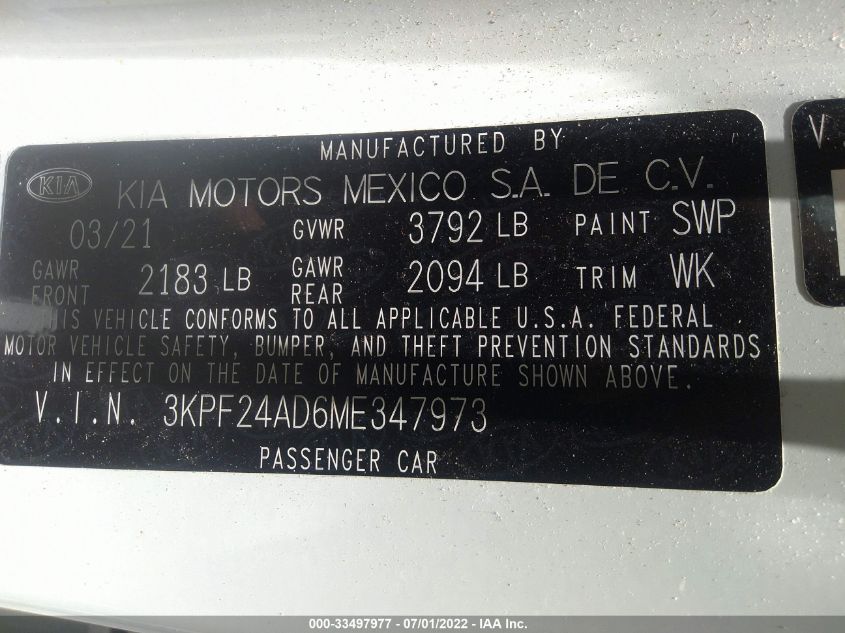 MANUFACTURED BY
KIA KIA MOTORS MEXICO S.A. DE C.V.
03/21 GVWR 3792 LB PAINT SWP
GAWR FRONT 2183 LB GAWR REAR 2094 LB TRIM WK
THIS VEHICLE CONFORMS TO ALL APPLICABLE U.S.A. FEDERAL
MOTOR VEHICLE SAFETY, BUMPER, AND THEFT PREVENTION STANDARDS
IN EFFECT ON THE DATE OF MANUFACTURE SHOWN ABOVE.
V.I.N. 3KPF24AD6ME347973
PASSENGER CAR
V.
000-33497977 - 07/01/2022 - IAA Inc.